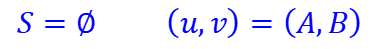 S = ∅ (u, v) = (A, B)